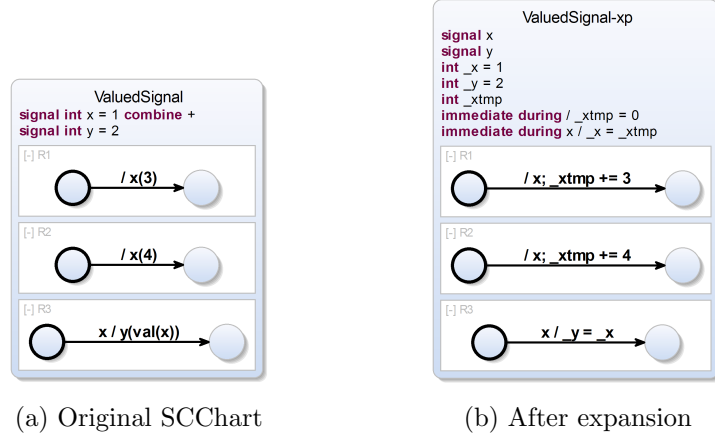 ValuedSignal
signal int x = 1 combine +
signal int y = 2
[-] R1
/ x(3)
[-] R2
/ x(4)
[-] R3
x / y(val(x))
(a) Original SCChart
ValuedSignal-xp
signal x
signal y
int _x = 1
int _y = 2
int _xtmp
immediate during / _xtmp = 0
immediate during x / _x = _xtmp
[-] R1
/ x; _xtmp += 3
[-] R2
/ x; _xtmp += 4
[-] R3
x / _y = _x
(b) After expansion